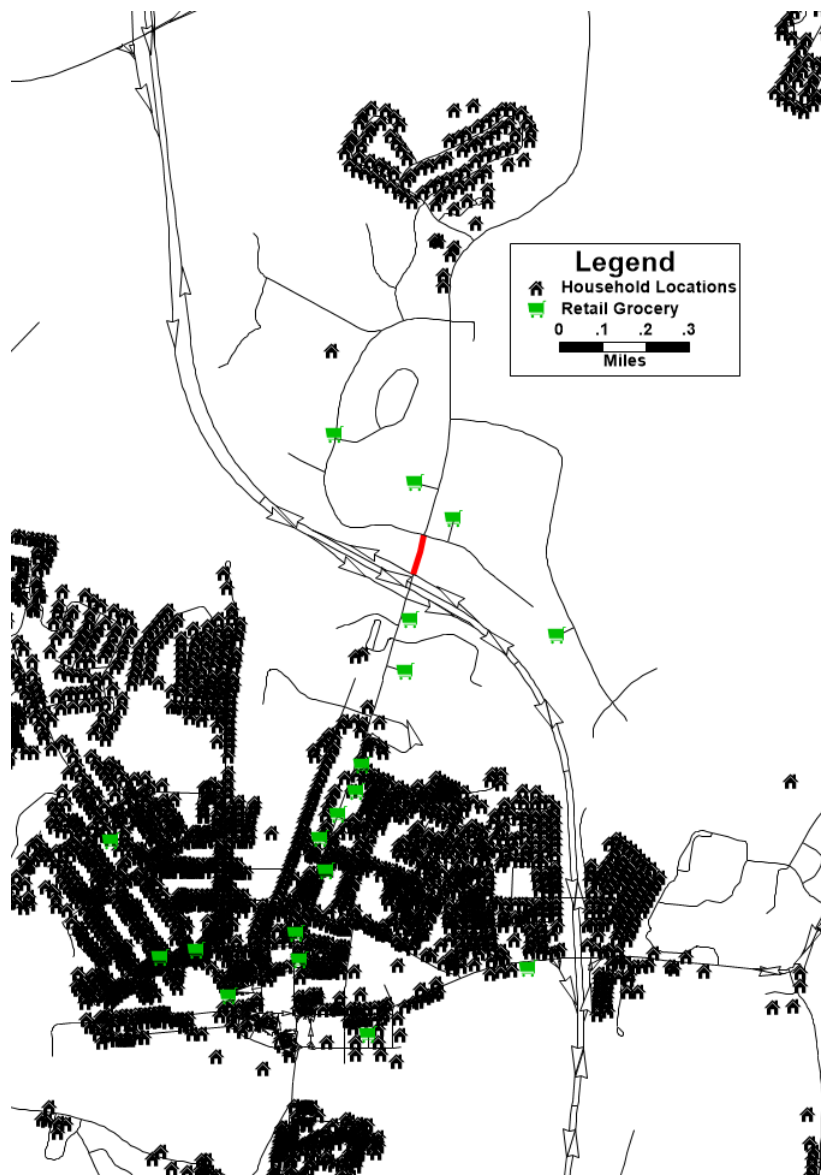 Legend
Household Locations
Retail Grocery
0 .1 .2 .3
Miles